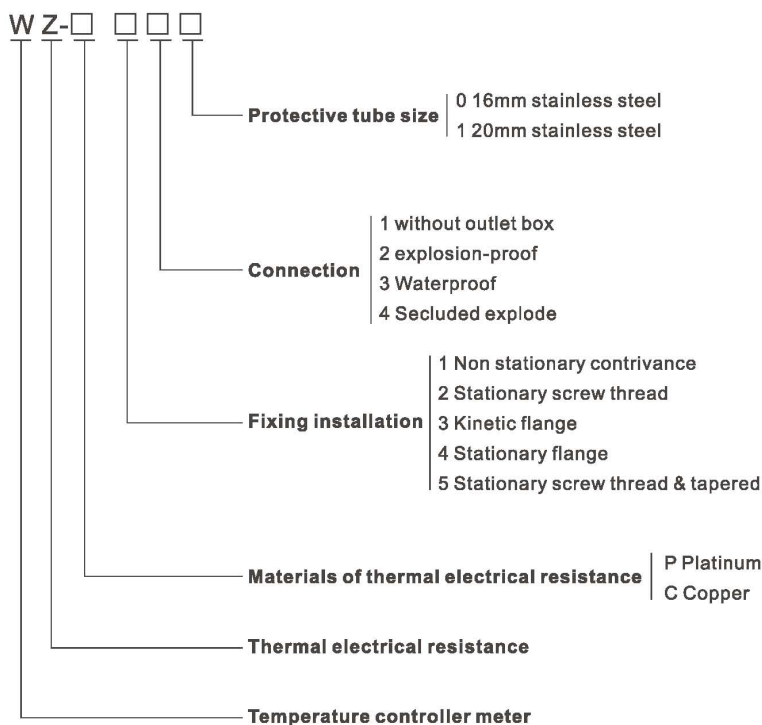 W Z-□ □ □ □
Protective tube size
0 16mm stainless steel
1 20mm stainless steel
Connection
1 without outlet box
2 explosion-proof
3 Waterproof
4 Secluded explode
Fixing installation
1 Non stationary contrivance
2 Stationary screw thread
3 Kinetic flange
4 Stationary flange
5 Stationary screw thread & tapered
Materials of thermal electrical resistance
P Platinum
C Copper
Thermal electrical resistance
Temperature controller meter